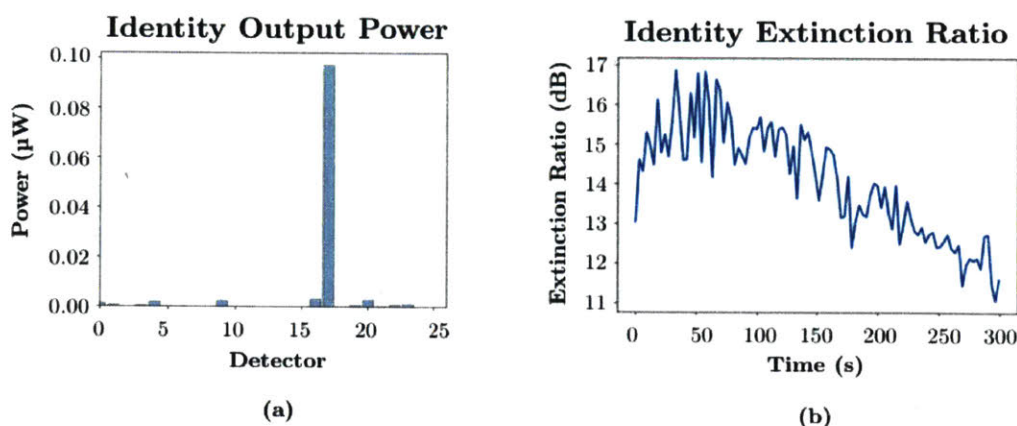 Identity Output Power
0.10
0.08
0.06
0.04
0.02
0.00
Power (µW)
0 5 10 15 20 25
Detector
(a)
Identity Extinction Ratio
17
16
15
14
13
12
11
Extinction Ratio (dB)
0 50 100 150 200 250 300
Time (s)
(b)